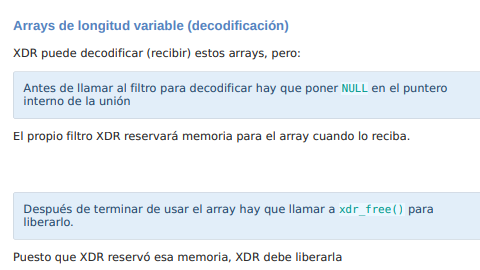 Arrays de longitud variable (decodificación)
XDR puede decodificar (recibir) estos arrays, pero:
Antes de llamar al filtro para decodificar hay que poner NULL en el puntero
interno de la unión
El propio filtro XDR reservará memoria para el array cuando lo reciba.
Después de terminar de usar el array hay que llamar a xdr_free() para
liberarlo.
Puesto que XDR reservó esa memoria, XDR debe liberarla